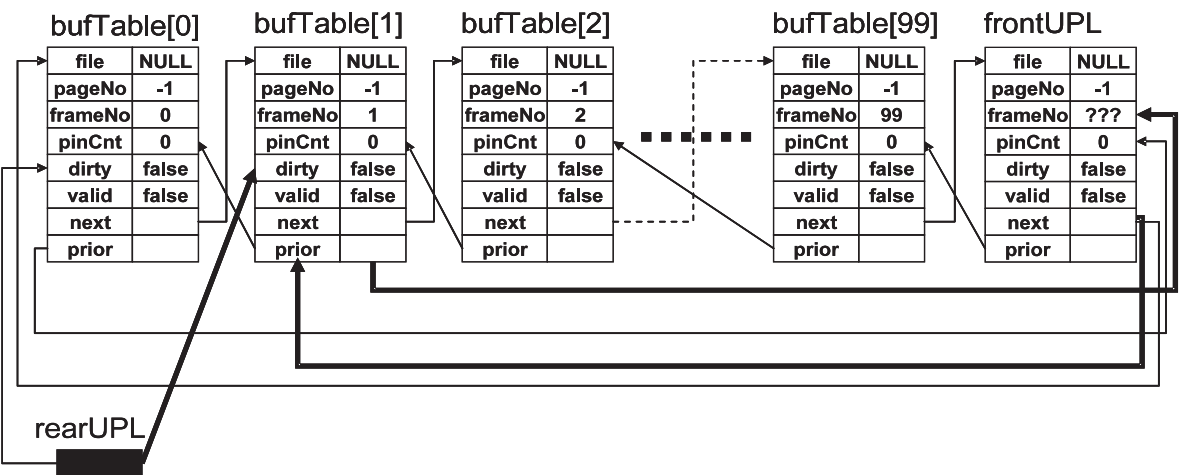 bufTable[0] bufTable[1] bufTable[2] bufTable[99] frontUPL
file NULL file NULL file NULL file NULL file NULL
pageNo -1 pageNo -1 pageNo -1 pageNo -1 pageNo -1
frameNo 0 frameNo 1 frameNo 2 frameNo 99 frameNo ???
pinCnt 0 pinCnt 0 pinCnt 0 pinCnt 0 pinCnt 0
dirty false dirty false dirty false dirty false dirty false
valid false valid false valid false valid false valid false
next next next next next
prior prior prior prior prior
rearUPL